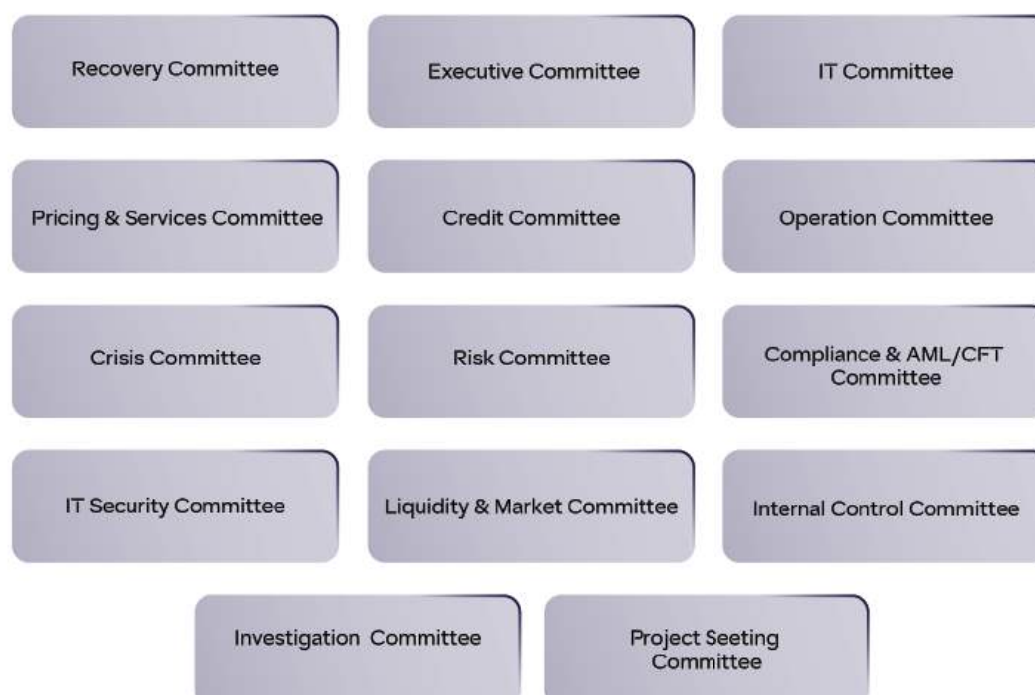 Recovery Committee
Executive Committee
IT Committee
Pricing & Services Committee
Credit Committee
Operation Committee
Crisis Committee
Risk Committee
Compliance & AML/CFT
Committee
IT Security Committee
Liquidity & Market Committee
Internal Control Committee
Investigation Committee
Project Seeting
Committee